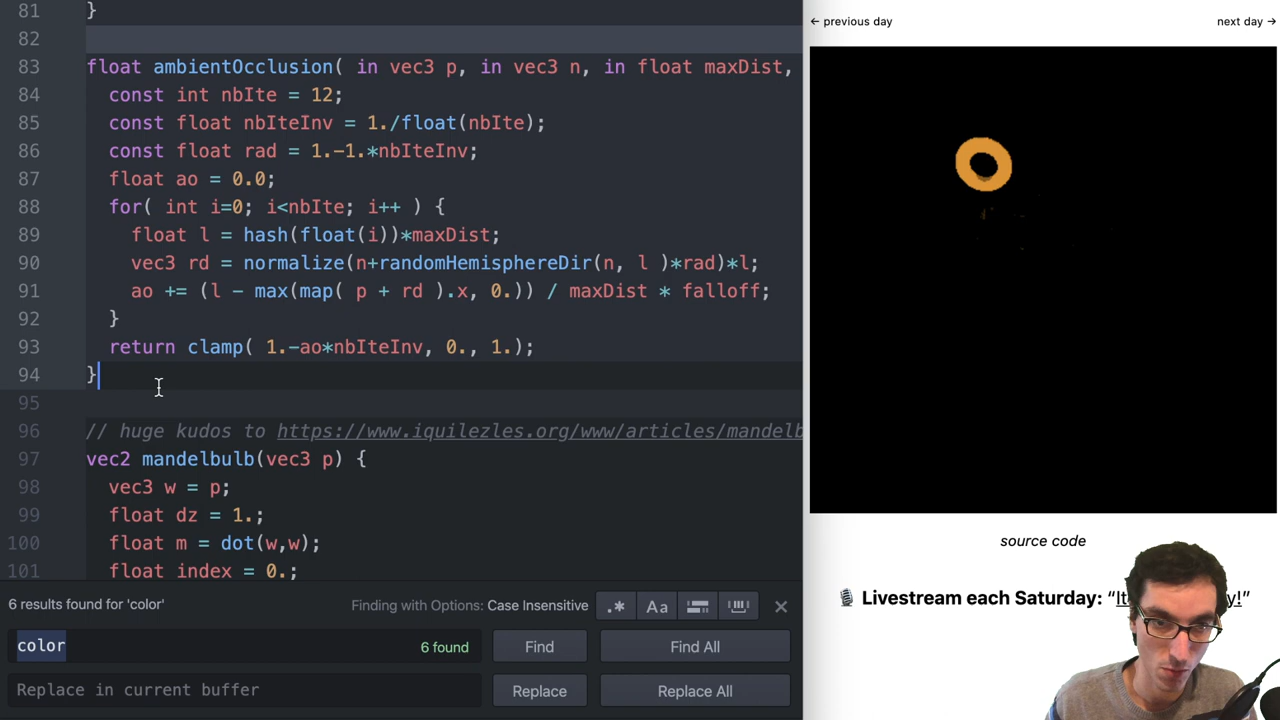 81 }
82
83 float ambientOcclusion( in vec3 p, in vec3 n, in float maxDist,
84 const int nbIte = 12;
85 const float nbIteInv = 1./float(nbIte);
86 const float rad = 1.-1.*nbIteInv;
87 float ao = 0.0;
88 for( int i=0; i<nbIte; i++ ) {
89 float l = hash(float(i))*maxDist;
90 vec3 rd = normalize(n+randomHemisphereDir(n, l )*rad)*l;
91 ao += (l - max(map( p + rd ).x, 0.)) / maxDist * falloff;
92 }
93 return clamp( 1.-ao*nbIteInv, 0., 1.);
94 }
95
96 // huge kudos to https://www.iquilezles.org/www/articles/mandelb
97 vec2 mandelbulb(vec3 p) {
98 vec3 w = p;
99 float dz = 1.;
100 float m = dot(w,w);
101 float index = 0.;
6 results found for 'color'
Finding with Options: Case Insensitive
.*
Aa
color
6 found
Find
Find All
Replace in current buffer
Replace
Replace All
← previous day
next day →
source code
🎙 Livestream each Saturday: “It y!”